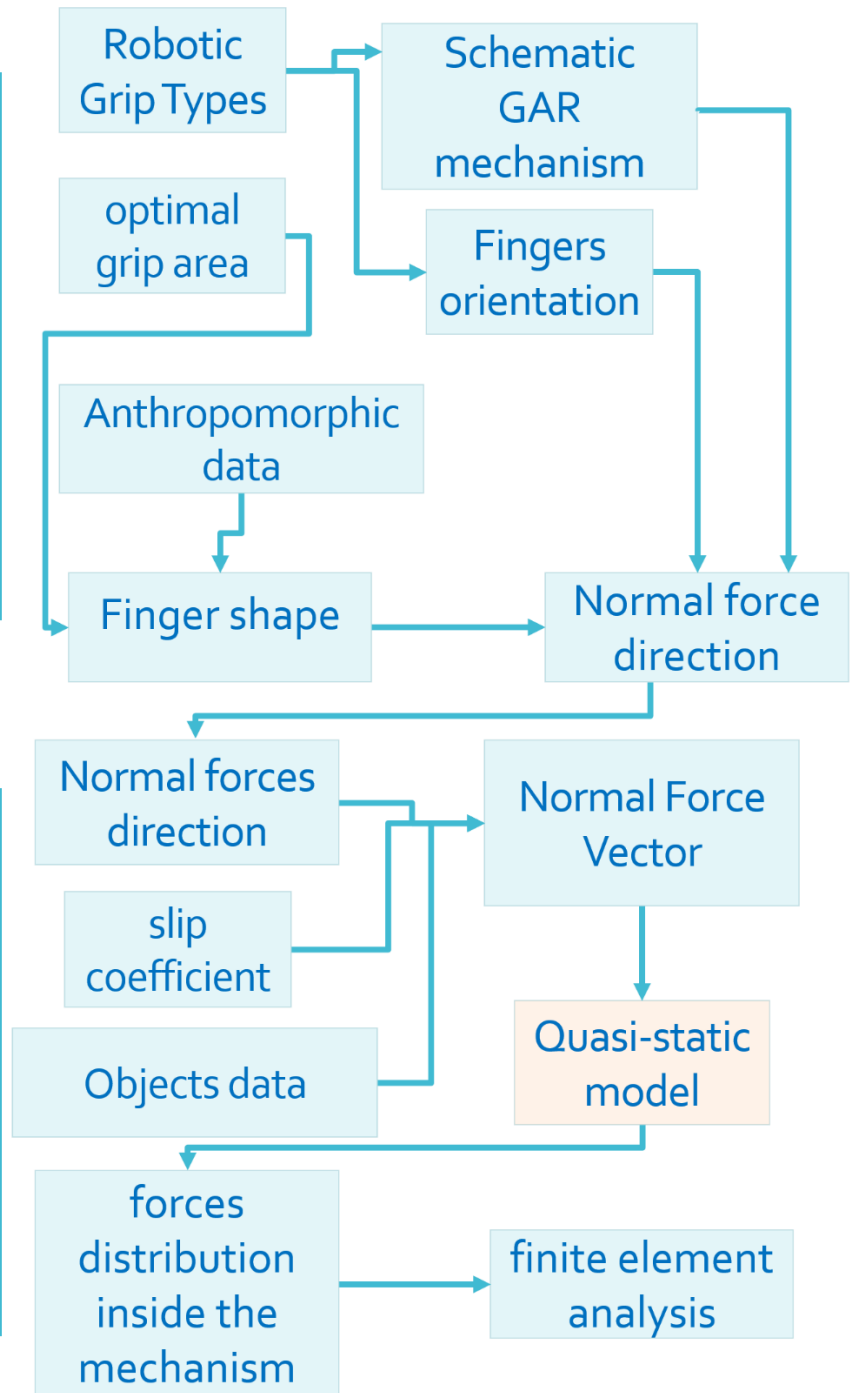 Robotic
Grip Types
Schematic
GAR
mechanism
optimal
grip area
Fingers
orientation
Anthropomorphic
data
Finger shape
Normal force
direction
Normal forces
direction
Normal Force
Vector
slip
coefficient
Objects data
Quasi-static
model
forces
distribution
inside the
mechanism
finite element
analysis